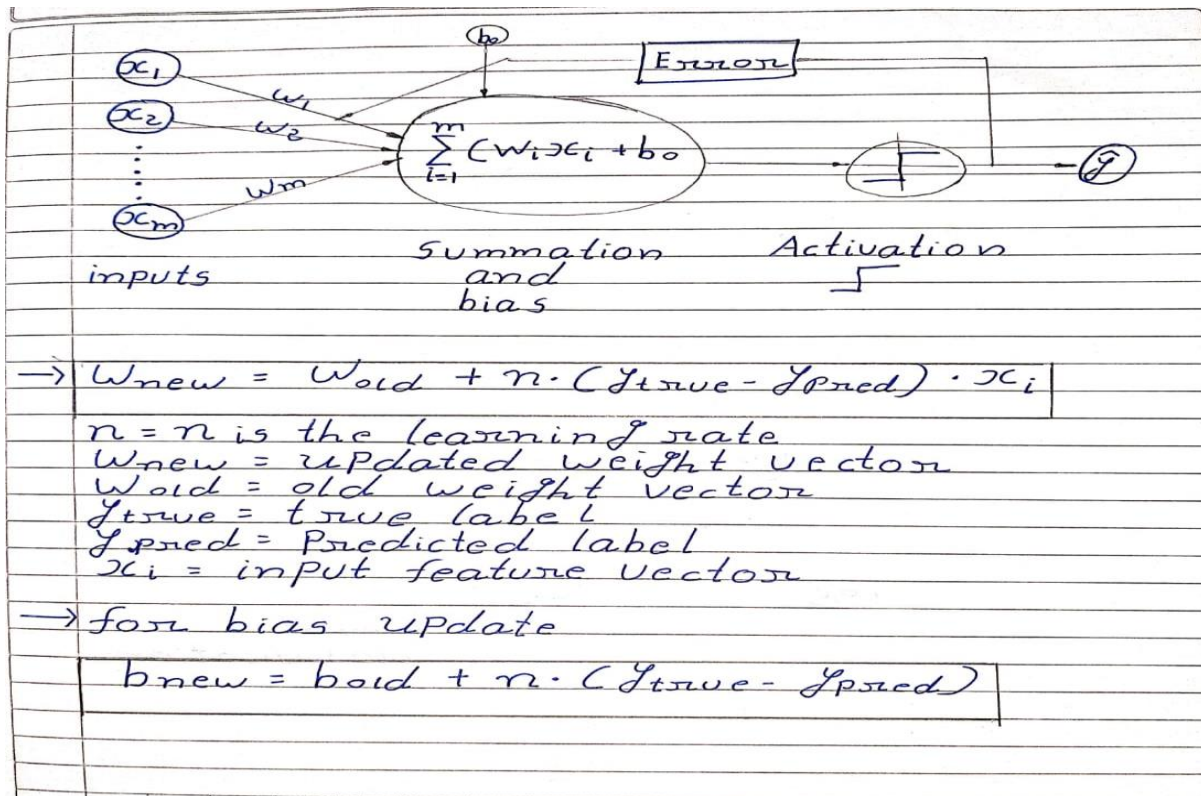 b₀
Error
x₁
w₁
x₂
w₂
m
Σ (Wixi + b₀
i=1
wm
xm
ŷ
inputs
summation
and
bias
Activation
→ Wnew = Wold + n. (ytrue - ypred) . xi
n = n is the learning rate
Wnew = updated weight vector
Wold = old weight vector
ytrue = true label
ypred = Predicted label
xi = input feature vector
→ for bias update
bnew = bold + n. (ytrue - ypred)